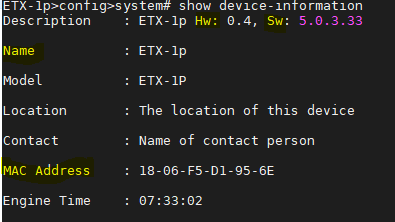 ETX-1p>config>system# show device-information
Description : ETX-1p Hw: 0.4, Sw: 5.0.3.33
Name : ETX-1p
Model : ETX-1P
Location : The location of this device
Contact : Name of contact person
MAC Address : 18-06-F5-D1-95-6E
Engine Time : 07:33:02